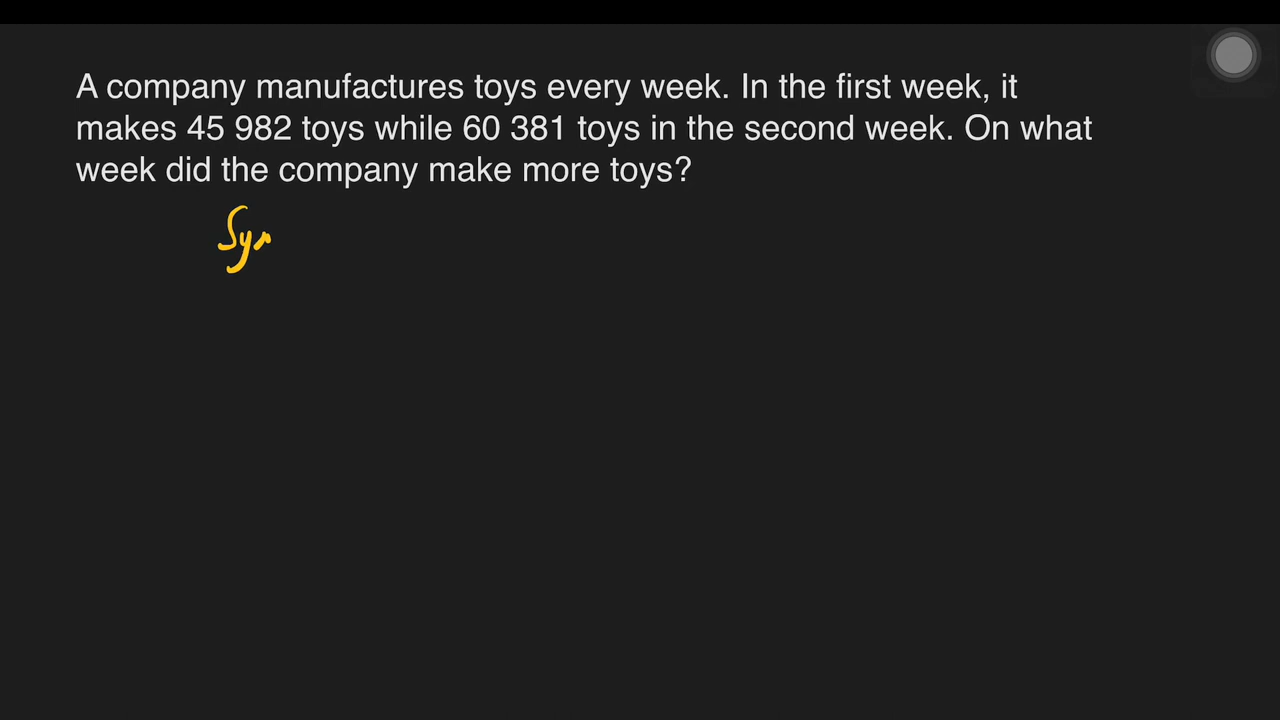 A company manufactures toys every week. In the first week, it
makes 45 982 toys while 60 381 toys in the second week. On what
week did the company make more toys?